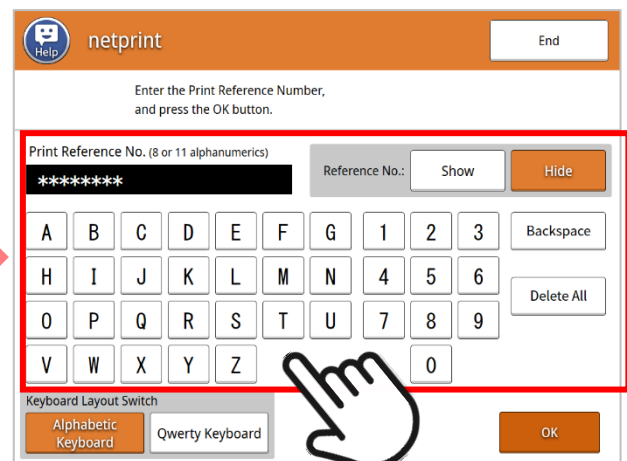 Help
netprint
End
Enter the Print Reference Number,
and press the OK button.
Print Reference No. (8 or 11 alphanumerics)
********
Reference No.:
Show
Hide
A B C D E F G 1 2 3
Backspace
H I J K L M N 4 5 6
Delete All
O P Q R S T U 7 8 9
V W X Y Z 0
Keyboard Layout Switch
Alphabetic
Keyboard
Qwerty Keyboard
OK